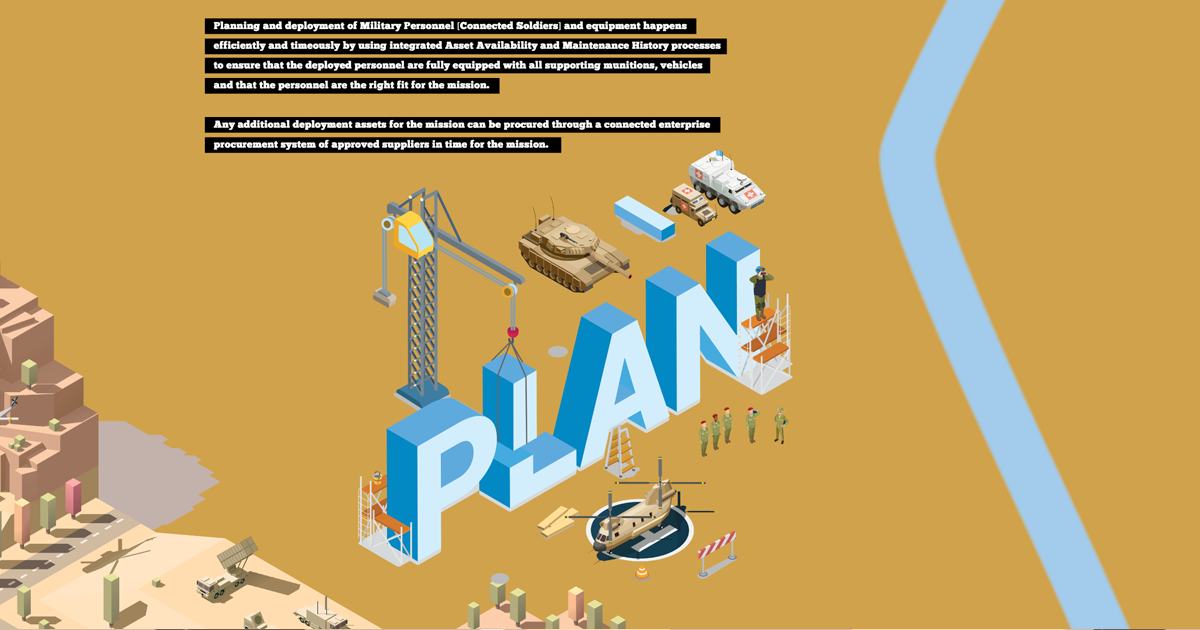 Planning and deployment of Military Personnel (Connected Soldiers) and equipment happens
efficiently and timeously by using integrated Asset Availability and Maintenance History processes
to ensure that the deployed personnel are fully equipped with all supporting munitions, vehicles
and that the personnel are the right fit for the mission.
Any additional deployment assets for the mission can be procured through a connected enterprise
procurement system of approved suppliers in time for the mission.
PLAN